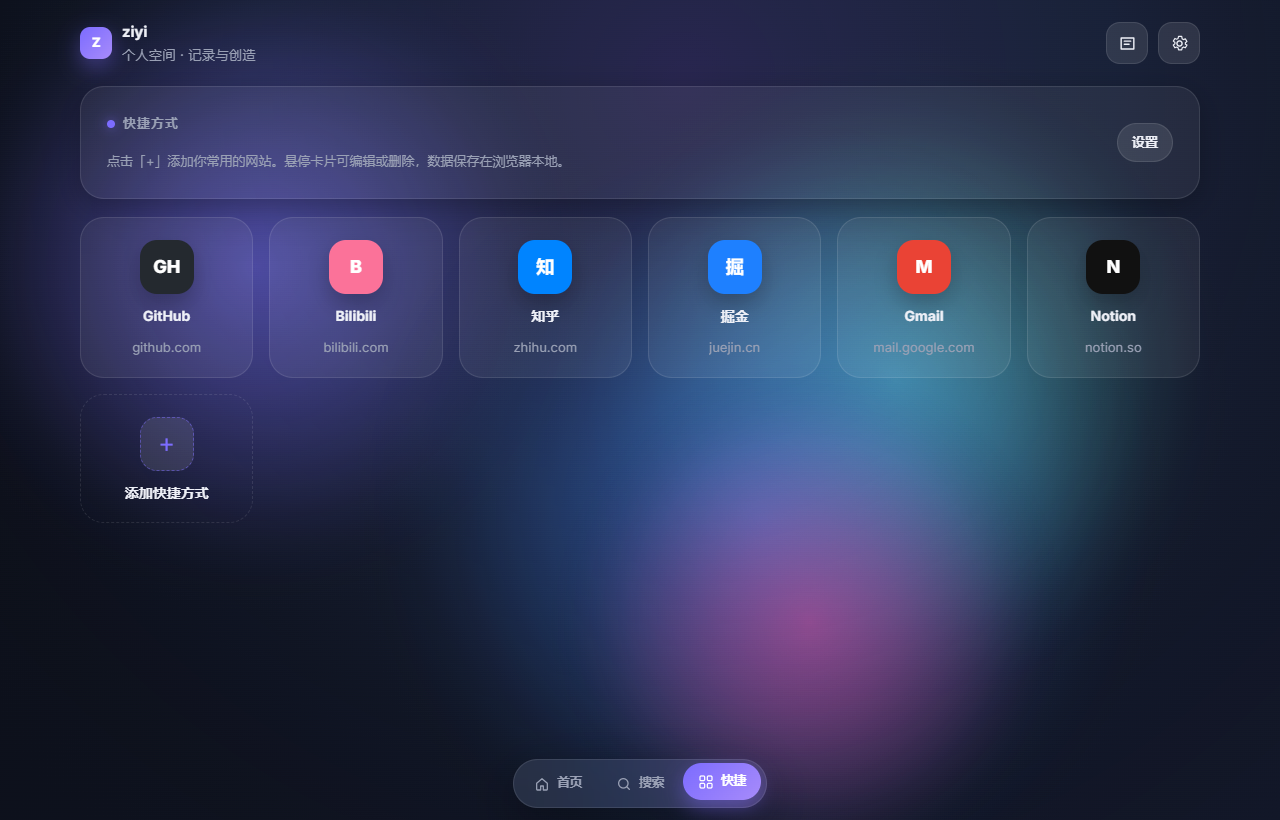 Z
ziyi
个人空间 · 记录与创造
快捷方式
点击「+」添加你常用的网站。悬停卡片可编辑或删除，数据保存在浏览器本地。
设置
GH
GitHub
github.com
B
Bilibili
bilibili.com
知
知乎
zhihu.com
掘
掘金
juejin.cn
M
Gmail
mail.google.com
N
Notion
notion.so
+
添加快捷方式
首页
搜索
快捷